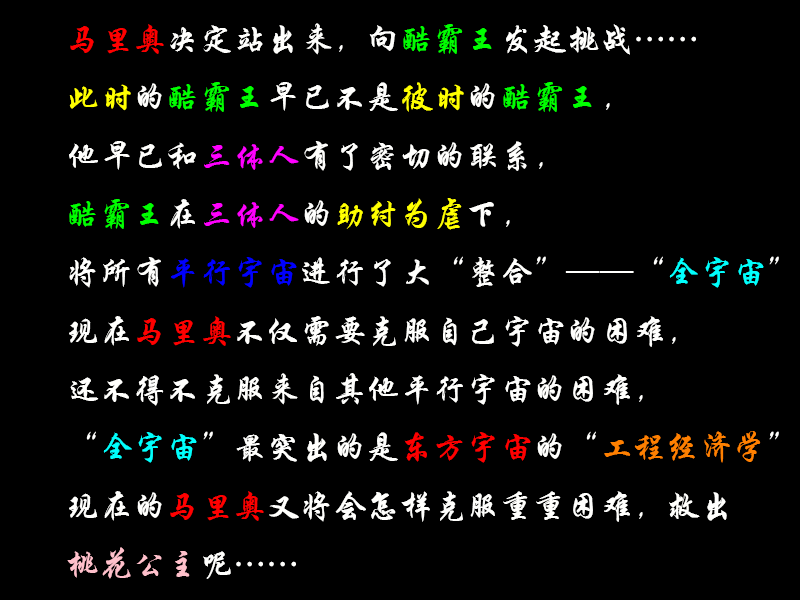 马里奥决定站出来，向酷霸王发起挑战……
此时的酷霸王早已不是彼时的酷霸王，
他早已和三体人有了密切的联系，
酷霸王在三体人的助纣为虐下，
将所有平行宇宙进行了大“整合”——“全宇宙”
现在马里奥不仅需要克服自己宇宙的困难，
还不得不克服来自其他平行宇宙的困难，
“全宇宙”最突出的是东方宇宙的“工程经济学”
现在的马里奥又将会怎样克服重重困难，救出
桃花公主呢……